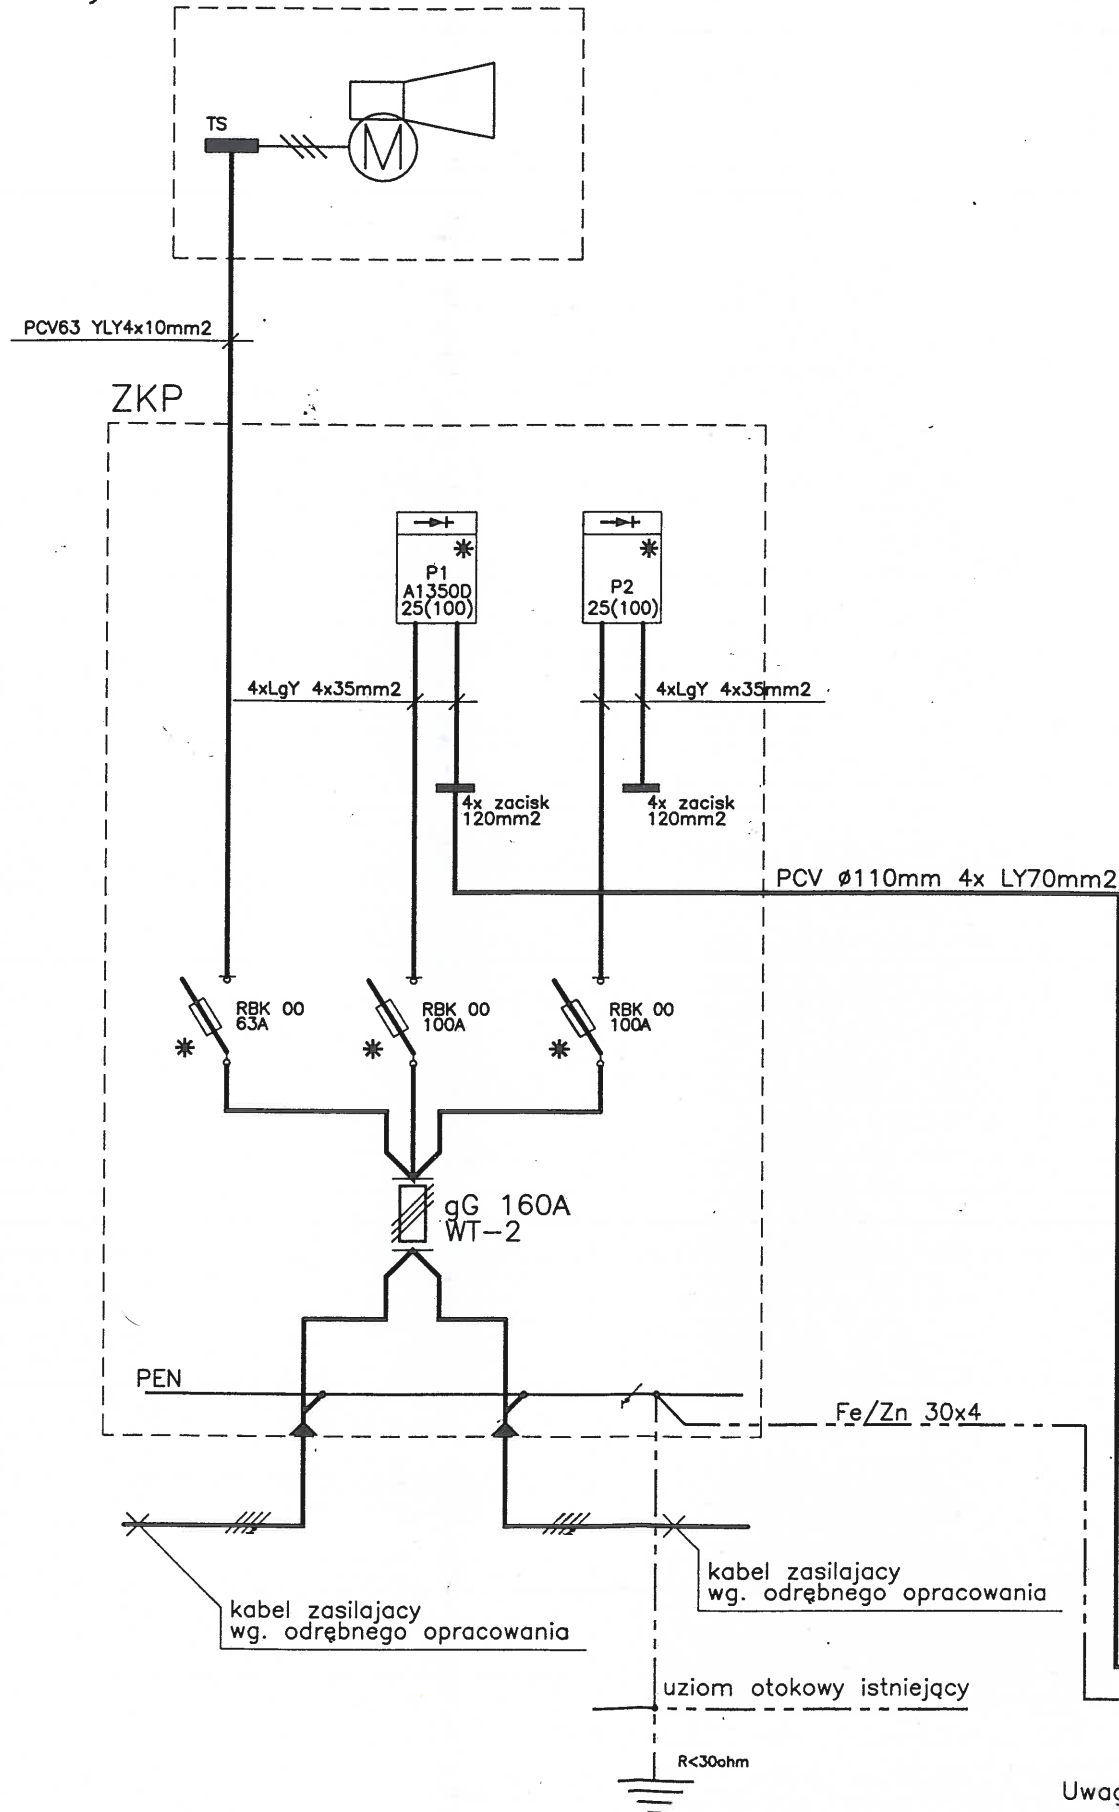 TS
M
PCV63 YLY4x10mm2
ZKP
P1
A1350D
25(100)
P2
25(100)
4xLgY 4x35mm2
4xLgY 4x35mm2
4x zacisk
120mm2
4x zacisk
120mm2
PCV ø110mm 4x LY70mm2
RBK 00
63A
RBK 00
100A
RBK 00
100A
gG 160A
WT-2
PEN
Fe/Zn 30x4
kabel zasilajacy
wg. odrębnego opracowania
kabel zasilajacy
wg. odrębnego opracowania
uziom otokowy istniejący
R<30ohm
Uwag